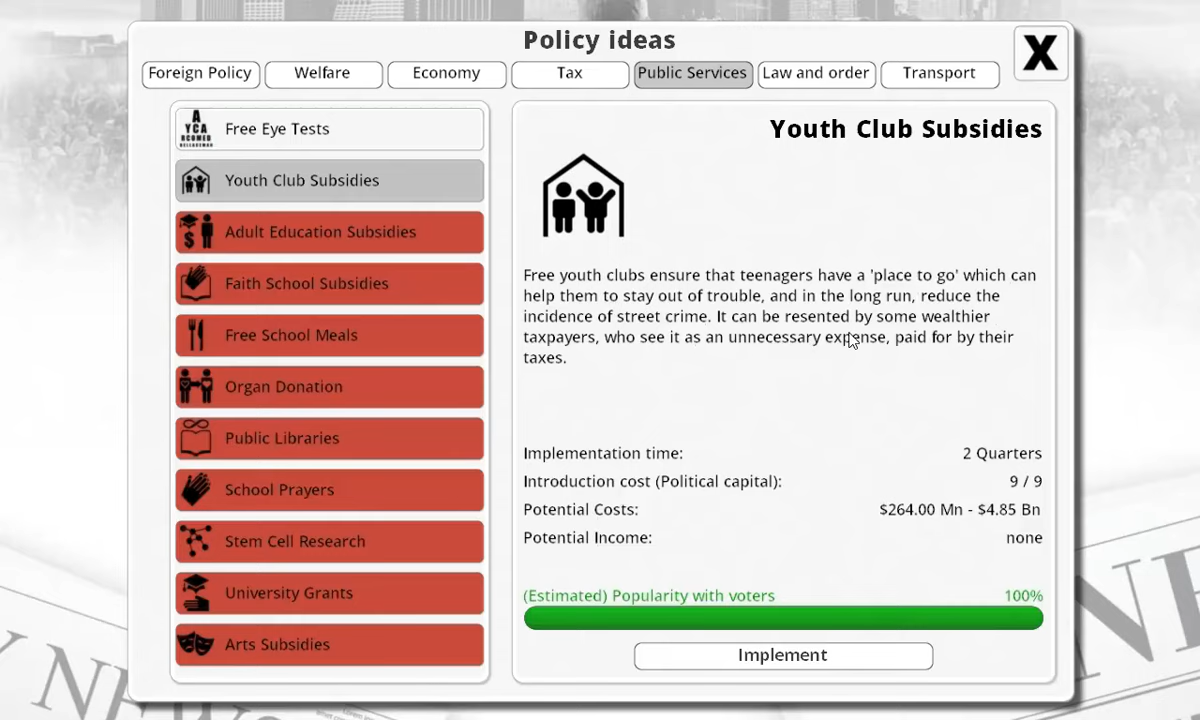 Policy ideas
X
Foreign Policy
Welfare
Economy
Tax
Public Services
Law and order
Transport
Free Eye Tests
Youth Club Subsidies
Adult Education Subsidies
Faith School Subsidies
Free School Meals
Organ Donation
Public Libraries
School Prayers
Stem Cell Research
University Grants
Arts Subsidies
Youth Club Subsidies
Free youth clubs ensure that teenagers have a 'place to go' which can
help them to stay out of trouble, and in the long run, reduce the
incidence of street crime. It can be resented by some wealthier
taxpayers, who see it as an unnecessary expense, paid for by their
taxes.
Implementation time: 2 Quarters
Introduction cost (Political capital): 9 / 9
Potential Costs: $264.00 Mn - $4.85 Bn
Potential Income: none
(Estimated) Popularity with voters 100%
Implement